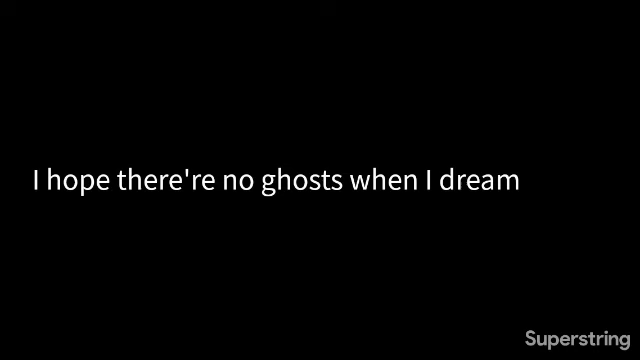 I hope there're no ghosts when I dream
Superstring